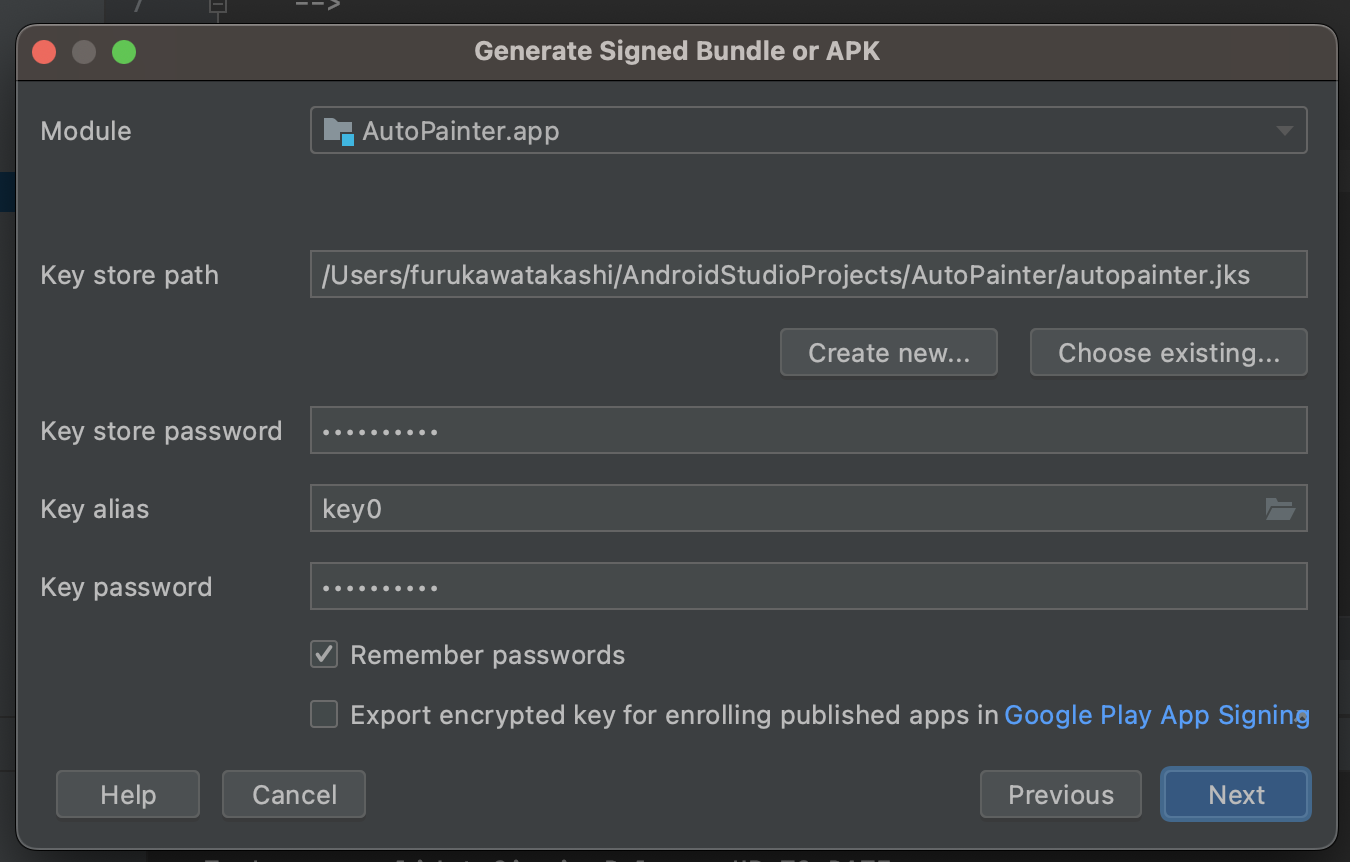 -->
Generate Signed Bundle or APK
Module
AutoPainter.app
Key store path
/Users/furukawatakashi/AndroidStudioProjects/AutoPainter/autopainter.jks
Create new...
Choose existing...
Key store password
••••••••••
Key alias
key0
Key password
••••••••••
Remember passwords
Export encrypted key for enrolling published apps in Google Play App Signing
Help
Cancel
Previous
Next